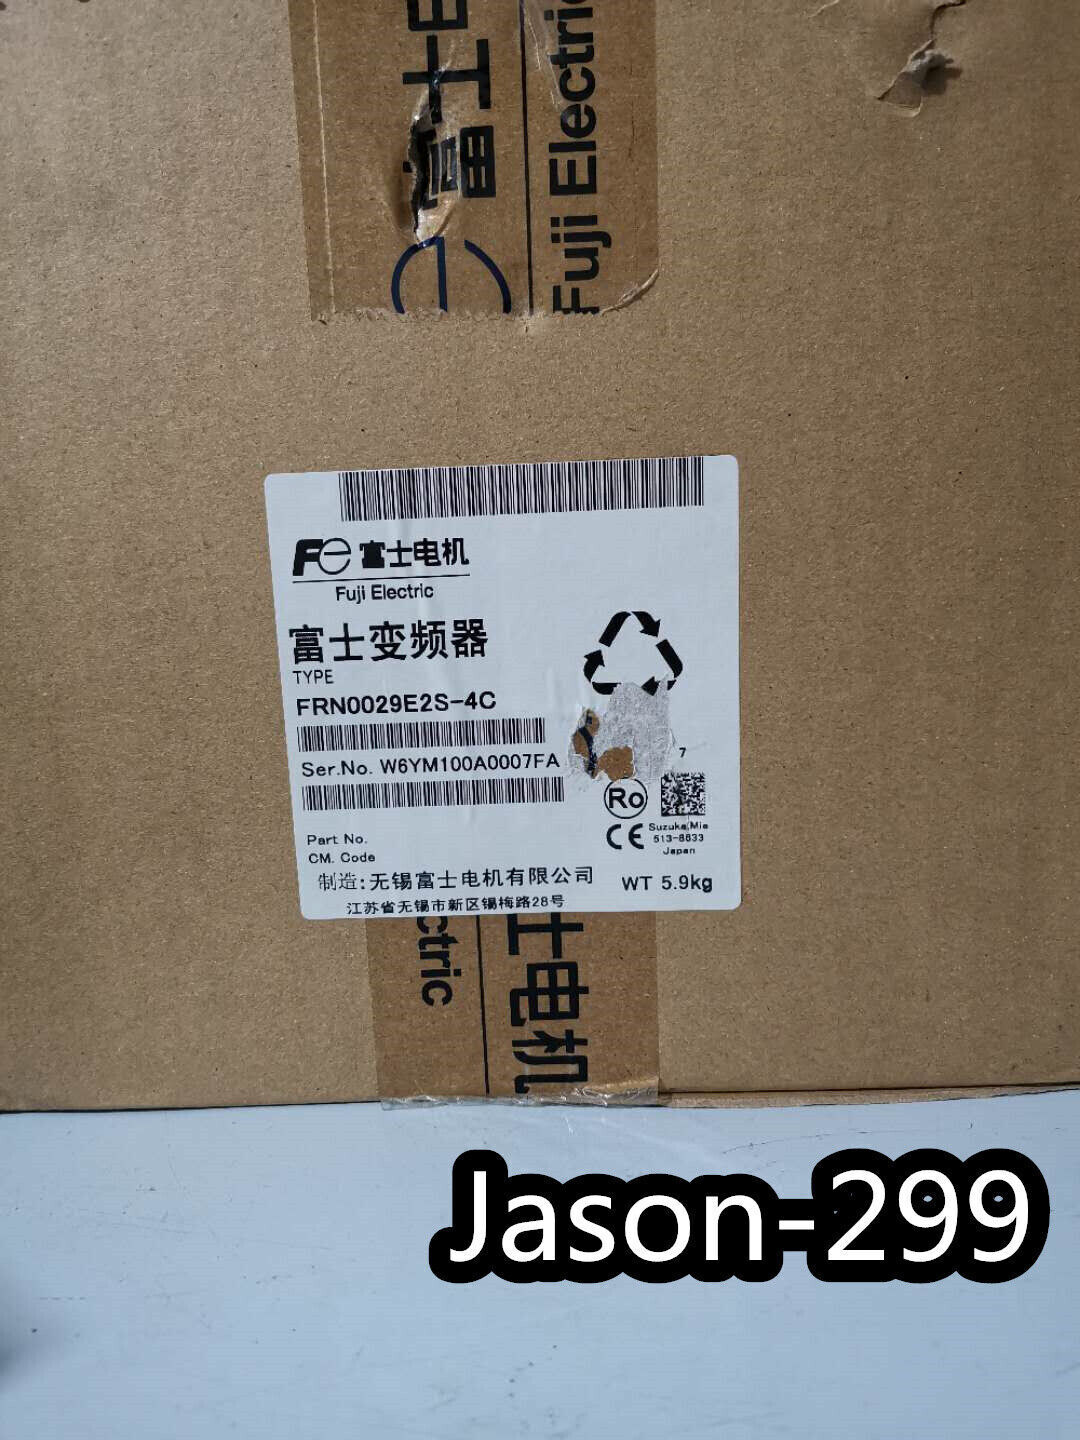 富士电
Fuji Electric
Fe 富士电机
Fuji Electric
富士变频器
TYPE
FRN0029E2S-4C
Ser.No. W6YM100A0007FA
7
Ro
CE
Suzuka,Mie
513-8633
Japan
Part No.
CM. Code
制造:无锡富士电机有限公司
WT 5.9kg
江苏省无锡市新区锡梅路28号
ctric
士电机
Jason-299